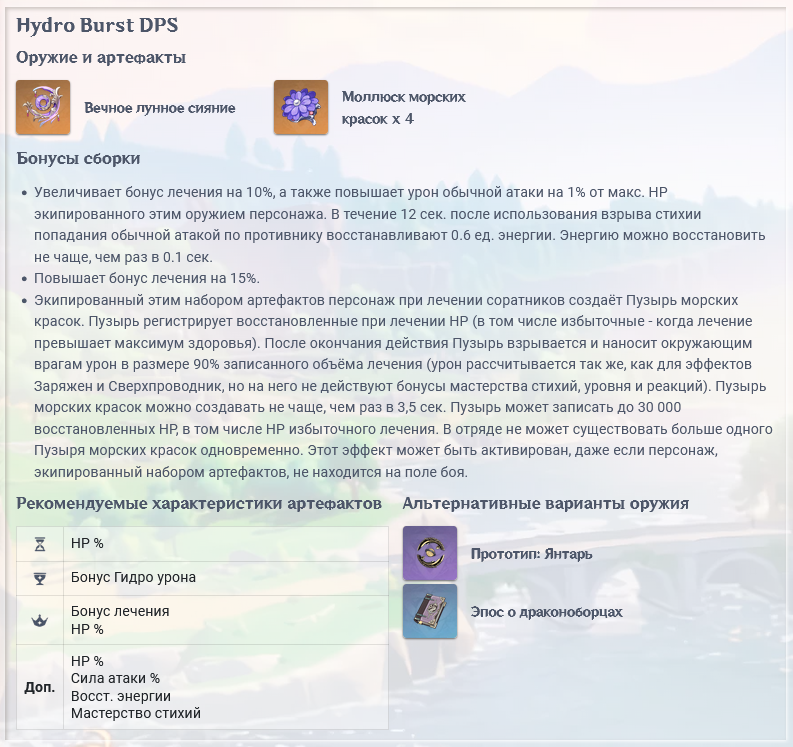 Hydro Burst DPS
Оружие и артефакты
Вечное лунное сияние
Моллюск морских
красок x 4
Бонусы сборки
• Увеличивает бонус лечения на 10%, а также повышает урон обычной атаки на 1% от макс. HP
экипированного этим оружием персонажа. В течение 12 сек. после использования взрыва стихии
попадания обычной атакой по противнику восстанавливают 0.6 ед. энергии. Энергию можно восстановить
не чаще, чем раз в 0.1 сек.
• Повышает бонус лечения на 15%.
• Экипированный этим набором артефактов персонаж при лечении соратников создаёт Пузырь морских
красок. Пузырь регистрирует восстановленные при лечении HP (в том числе избыточные - когда лечение
превышает максимум здоровья). После окончания действия Пузырь взрывается и наносит окружающим
врагам урон в размере 90% записанного объёма лечения (урон рассчитывается так же, как для эффектов
Заряжен и Сверхпроводник, но на него не действуют бонусы мастерства стихий, уровня и реакций). Пузырь
морских красок можно создавать не чаще, чем раз в 3,5 сек. Пузырь может записать до 30 000
восстановленных HP, в том числе HP избыточного лечения. В отряде не может существовать больше одного
Пузыря морских красок одновременно. Этот эффект может быть активирован, даже если персонаж,
экипированный набором артефактов, не находится на поле боя.
Рекомендуемые характеристики артефактов
HP %
Бонус Гидро урона
Бонус лечения
HP %
Доп.
HP %
Сила атаки %
Восст. энергии
Мастерство стихий
Альтернативные варианты оружия
Прототип: Янтарь
Эпос о драконоборцах